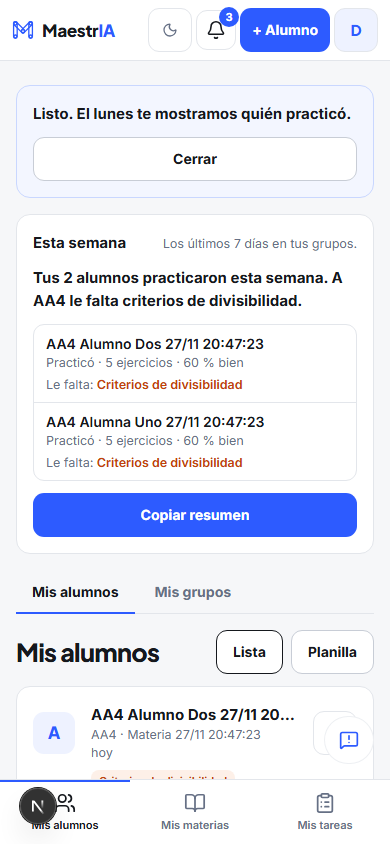 MaestrIA
3
+ Alumno
D
Listo. El lunes te mostramos quién practicó.
Cerrar
Esta semana
Los últimos 7 días en tus grupos.
Tus 2 alumnos practicaron esta semana. A
AA4 le falta criterios de divisibilidad.
AA4 Alumno Dos 27/11 20:47:23
Practicó · 5 ejercicios · 60 % bien
Le falta: Criterios de divisibilidad
AA4 Alumna Uno 27/11 20:47:23
Practicó · 5 ejercicios · 60 % bien
Le falta: Criterios de divisibilidad
Copiar resumen
Mis alumnos
Mis grupos
Mis alumnos
Lista
Planilla
A
AA4 Alumno Dos 27/11 20...
AA4 · Materia 27/11 20:47:23
hoy
N
Mis alumnos
Mis materias
Mis tareas